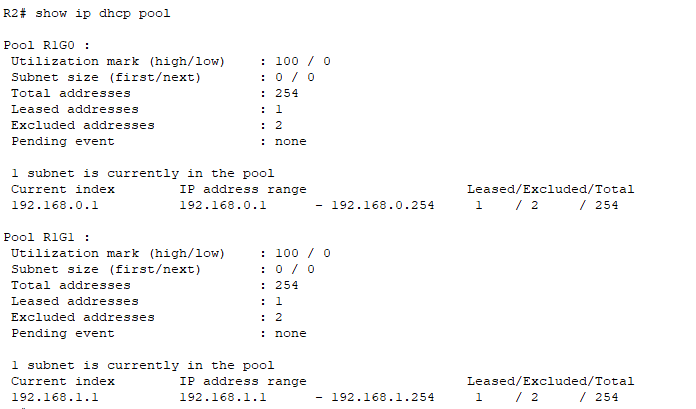 R2# show ip dhcp pool
Pool R1G0 :
Utilization mark (high/low) : 100 / 0
Subnet size (first/next) : 0 / 0
Total addresses : 254
Leased addresses : 1
Excluded addresses : 2
Pending event : none
1 subnet is currently in the pool
Current index IP address range Leased/Excluded/Total
192.168.0.1 192.168.0.1 - 192.168.0.254 1 / 2 / 254
Pool R1G1 :
Utilization mark (high/low) : 100 / 0
Subnet size (first/next) : 0 / 0
Total addresses : 254
Leased addresses : 1
Excluded addresses : 2
Pending event : none
1 subnet is currently in the pool
Current index IP address range Leased/Excluded/Total
192.168.1.1 192.168.1.1 - 192.168.1.254 1 / 2 / 254